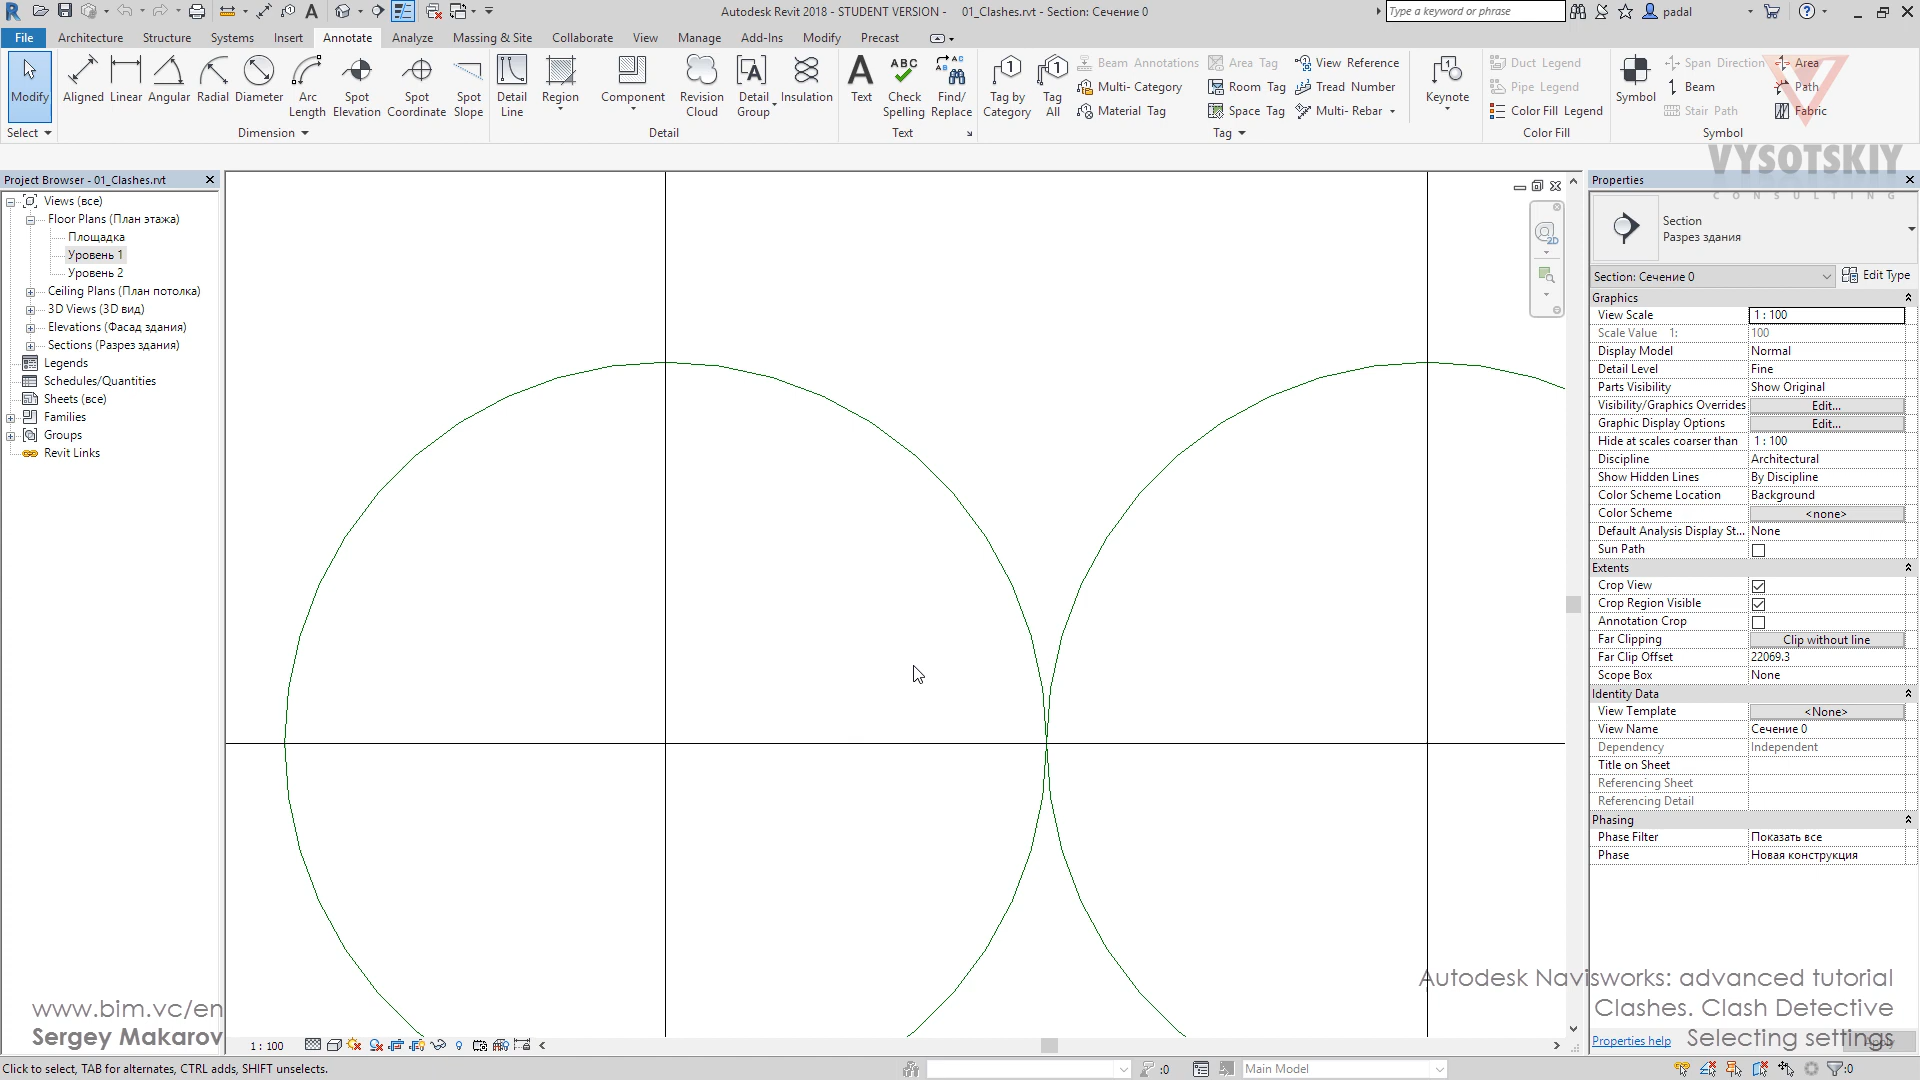 Autodesk Revit 2018 - STUDENT VERSION - 01_Clashes.rvt - Section: Сечение 0
Type a keyword or phrase
padal
File Architecture Structure Systems Insert Annotate Analyze Massing & Site Collaborate View Manage Add-Ins Modify Precast
Modify
Aligned Linear Angular Radial Diameter Arc Length Spot Elevation Spot Coordinate Spot Slope
Detail Line Region Component Revision Cloud Detail Group Insulation
Text Check Spelling Find/ Replace
Tag by Category Tag All
Beam Annotations Area Tag View Reference
Multi- Category Room Tag Tread Number
Material Tag Space Tag Multi- Rebar
Keynote
Duct Legend
Pipe Legend
Color Fill Legend
Symbol
Span Direction Area
Beam Path
Stair Path Fabric
Select Dimension Detail Text Tag Color Fill Symbol
VYSOTSKIY
CONSULTING
Project Browser - 01_Clashes.rvt
Views (все)
Floor Plans (План этажа)
Площадка
Уровень 1
Уровень 2
Ceiling Plans (План потолка)
3D Views (3D вид)
Elevations (Фасад здания)
Sections (Разрез здания)
Legends
Schedules/Quantities
Sheets (все)
Families
Groups
Revit Links
2D
Properties
Section
Разрез здания
Section: Сечение 0 Edit Type
Graphics
View Scale 1 : 100
Scale Value 1: 100
Display Model Normal
Detail Level Fine
Parts Visibility Show Original
Visibility/Graphics Overrides Edit...
Graphic Display Options Edit...
Hide at scales coarser than 1 : 100
Discipline Architectural
Show Hidden Lines By Discipline
Color Scheme Location Background
Color Scheme <none>
Default Analysis Display St... None
Sun Path
Extents
Crop View
Crop Region Visible
Annotation Crop
Far Clipping Clip without line
Far Clip Offset 22069.3
Scope Box None
Identity Data
View Template <None>
View Name Сечение 0
Dependency Independent
Title on Sheet
Referencing Sheet
Referencing Detail
Phasing
Phase Filter Показать все
Phase Новая конструкция
Properties help
www.bim.vc/en
Sergey Makarov
Autodesk Navisworks: advanced tutorial
Clashes. Clash Detective
Selecting settings
1 : 100
Click to select, TAB for alternates, CTRL adds, SHIFT unselects.
:0
Main Model
:0